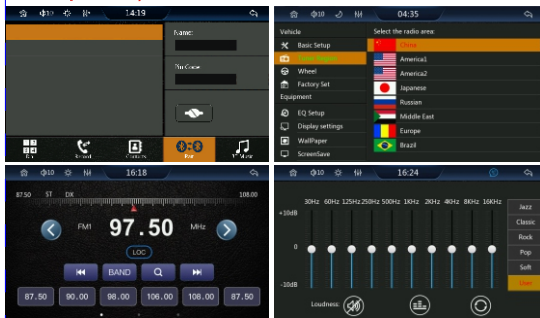 10
14:19
Name:
Pin Code
Record
Contacts
Pair
BT Music
10
04:35
Vehicle
Select the radio area:
Basic Setup
China
America1
Wheel
America2
Factory Set
Japanese
Equipment
Russian
EQ Setup
Middle East
Display settings
Europe
WallPaper
Brazil
ScreenSave
10
16:18
87.50
ST
DX
108.00
FM1
97.50
MHz
LOC
BAND
87.50
90.00
98.00
106.00
108.00
87.50
10
16:24
30Hz 60Hz 125Hz 250Hz 500Hz 1KHz 2KHz 4KHz 8KHz 16KHz
+10dB
0
-10dB
Jazz
Classic
Rock
Pop
Soft
User
Loudness: